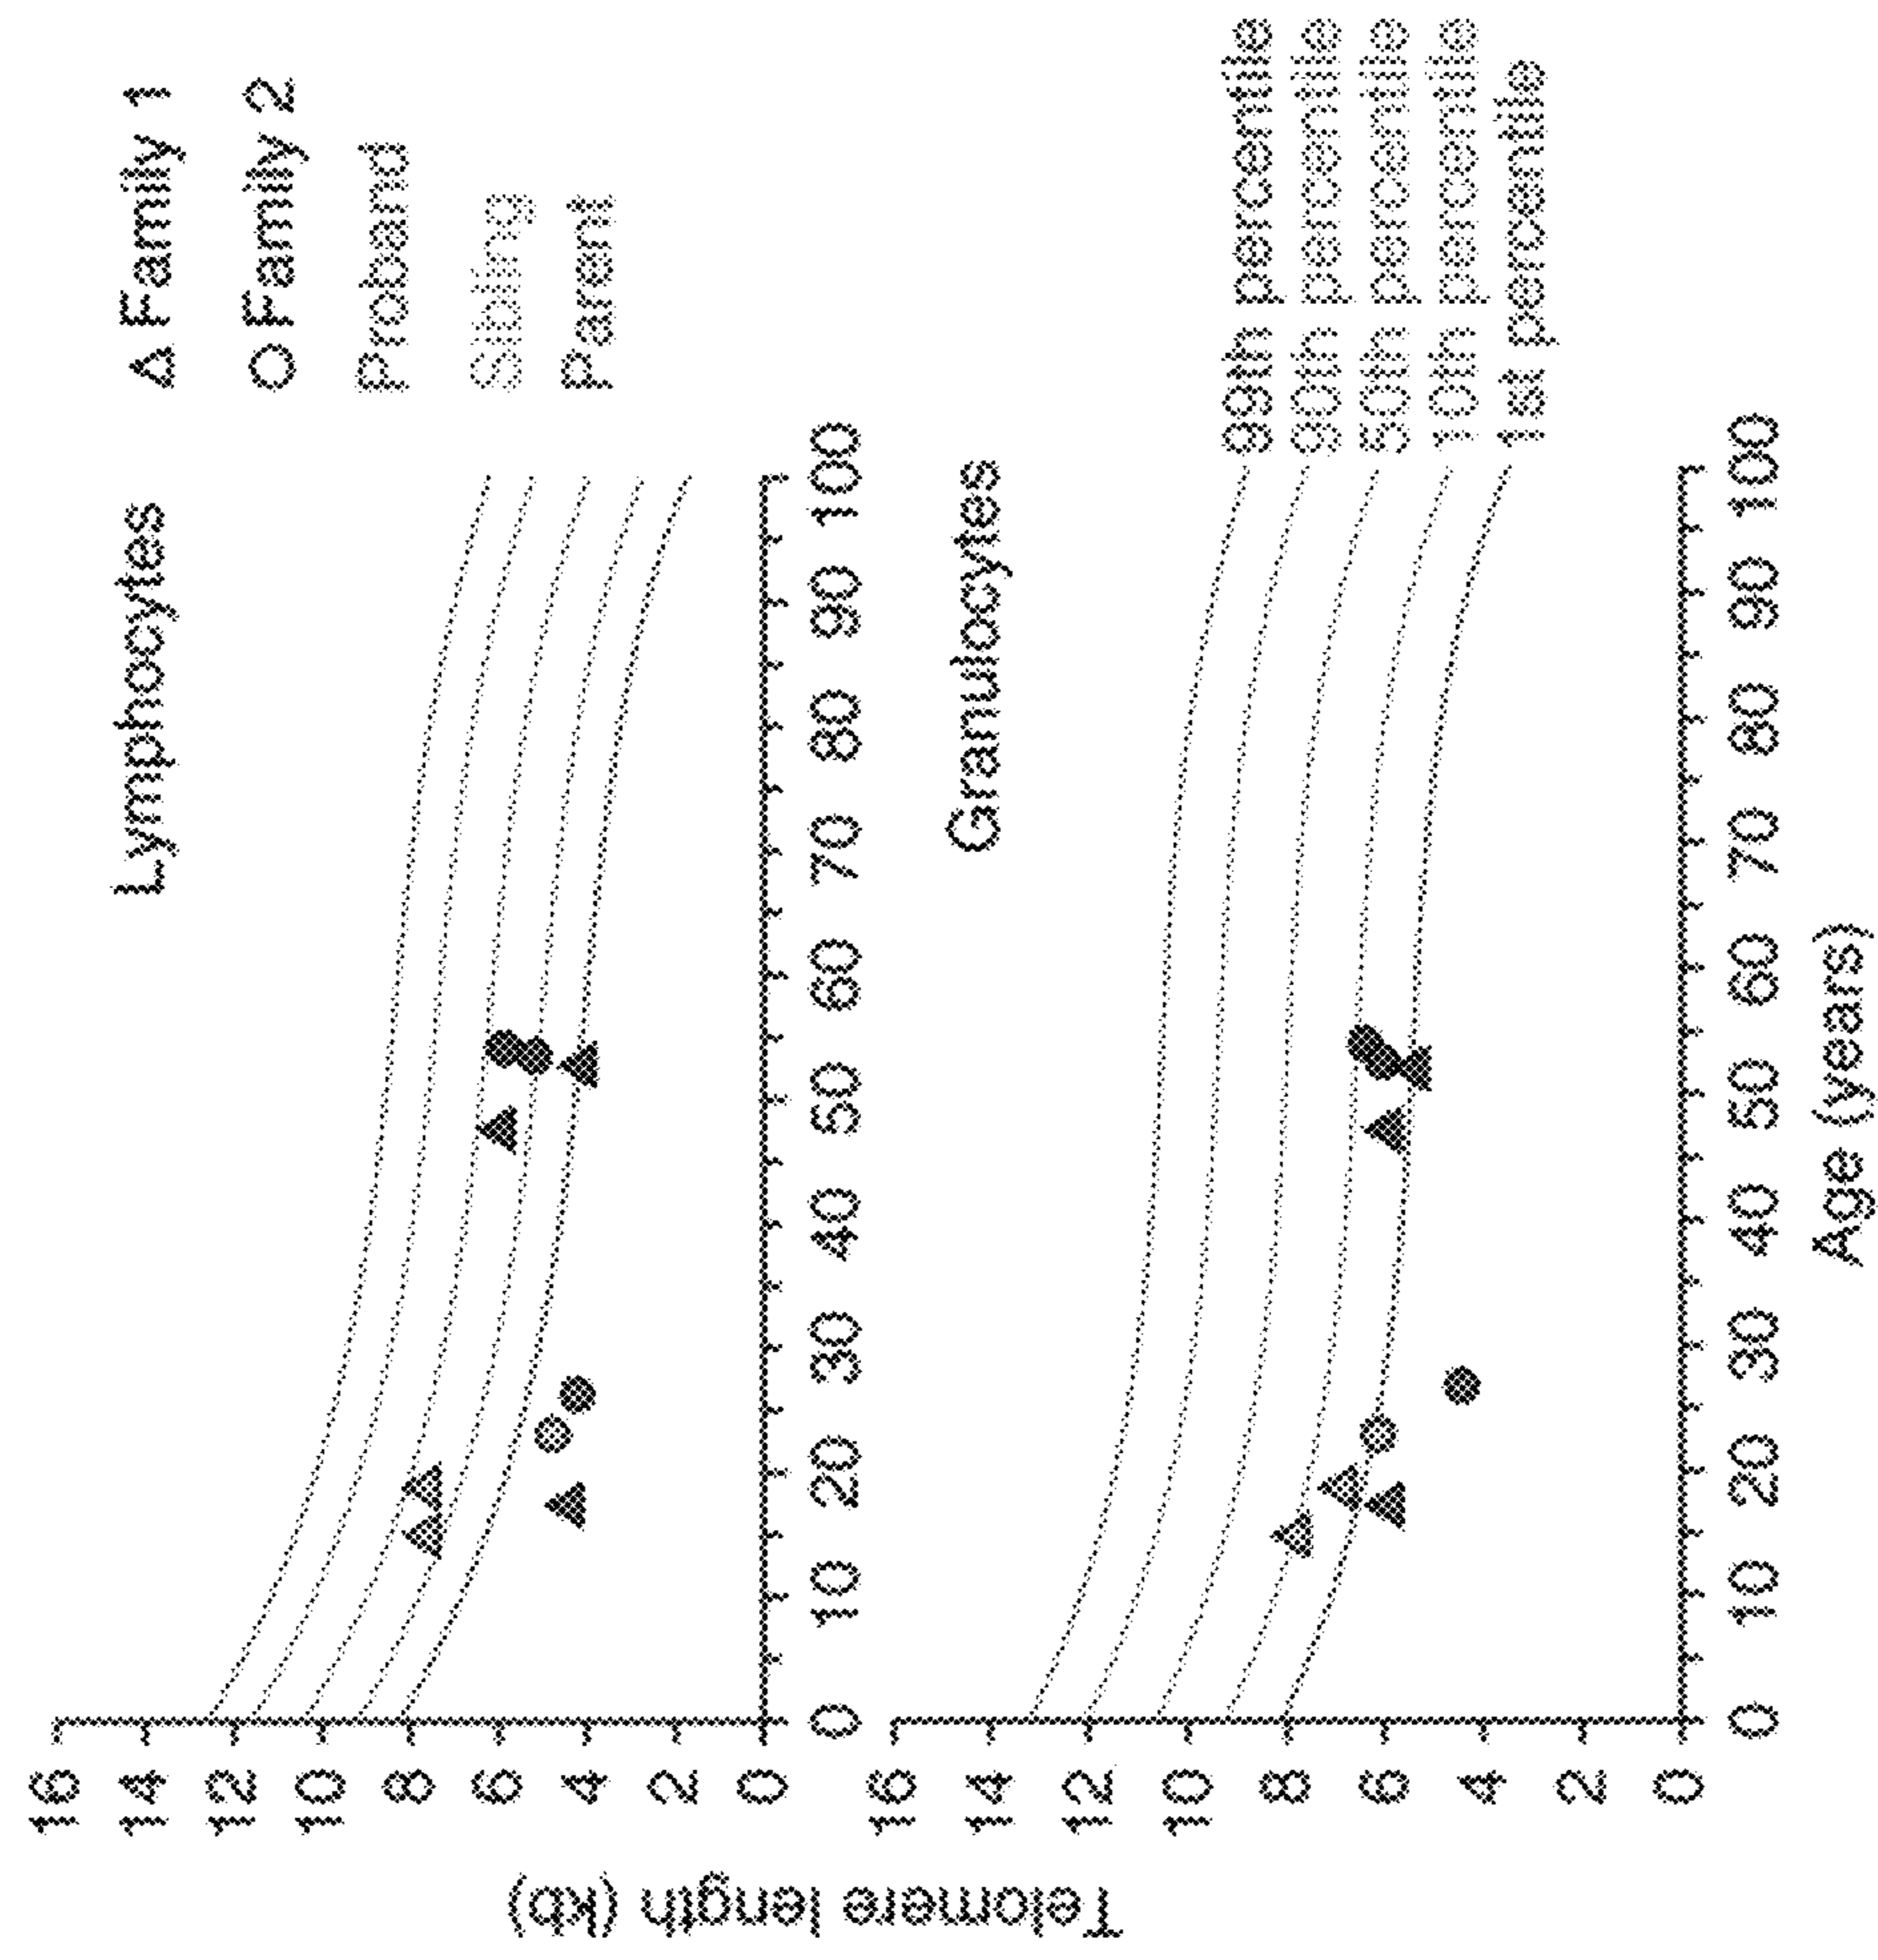 Telomere length (kb)
Lymphocytes
△ Family 1
○ Family 2
Proband
Sibling
Parent
16
14
12
10
8
6
4
2
0
0 10 20 30 40 50 60 70 80 90 100
Granulocytes
16
14
12
10
8
6
4
2
0
99th percentile
90th percentile
50th percentile
10th percentile
1st percentile
0 10 20 30 40 50 60 70 80 90 100
Age (years)